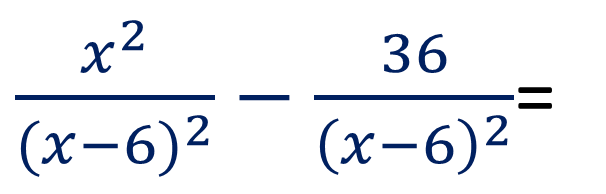 x² / (x−6)² − 36 / (x−6)² =